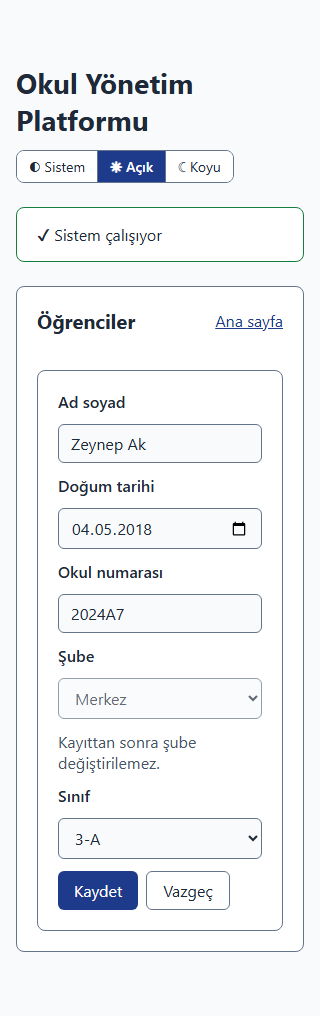 Okul Yönetim
Platformu
◐ Sistem
☀ Açık
☾ Koyu
✓ Sistem çalışıyor
Öğrenciler
Ana sayfa
Ad soyad
Zeynep Ak
Doğum tarihi
04.05.2018
Okul numarası
2024A7
Şube
Merkez
Kayıttan sonra şube
değiştirilemez.
Sınıf
3-A
Kaydet
Vazgeç